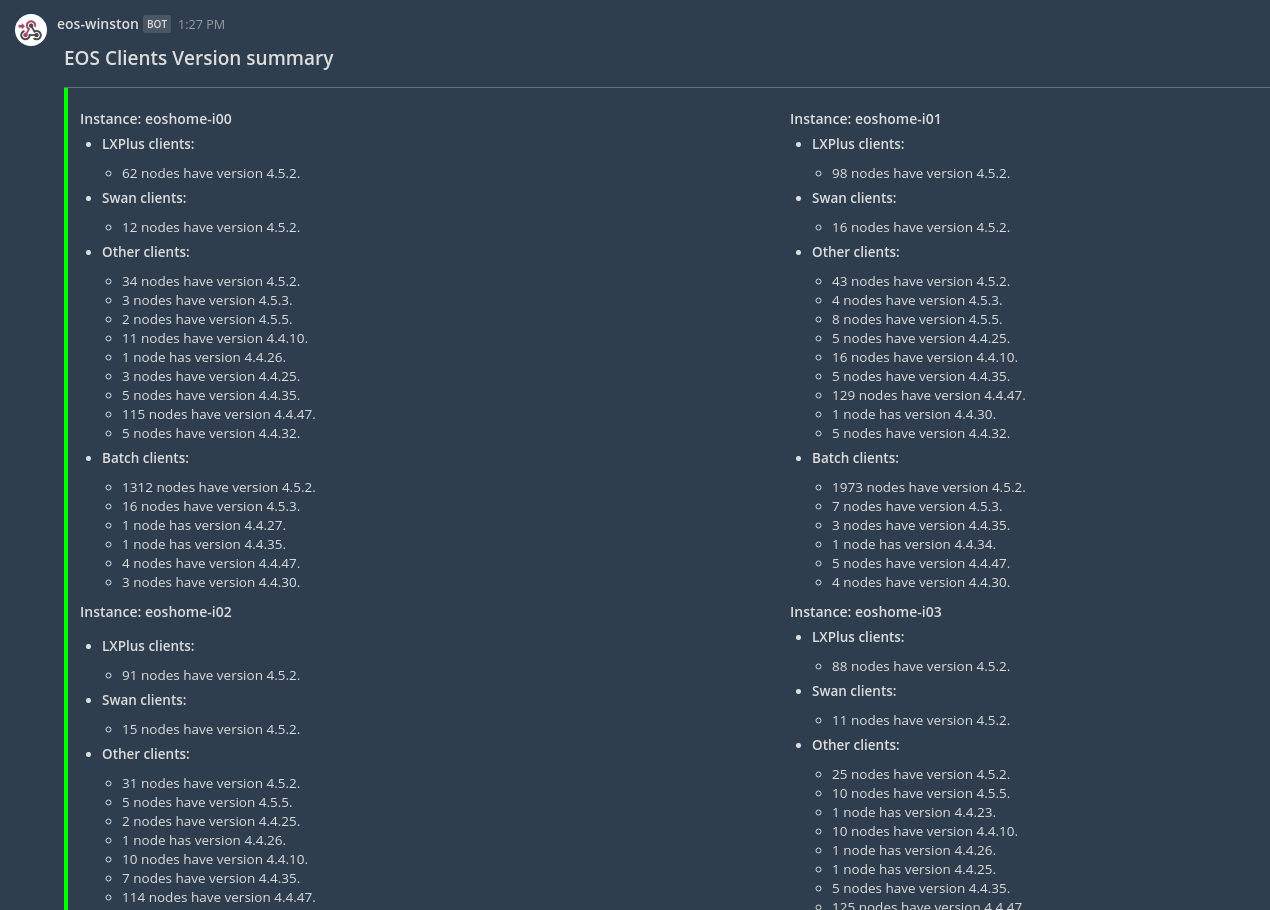 eos-winston BOT 1:27 PM
EOS Clients Version summary
Instance: eoshome-i00
LXPlus clients:
62 nodes have version 4.5.2.
Swan clients:
12 nodes have version 4.5.2.
Other clients:
34 nodes have version 4.5.2.
3 nodes have version 4.5.3.
2 nodes have version 4.5.5.
11 nodes have version 4.4.10.
1 node has version 4.4.26.
3 nodes have version 4.4.25.
5 nodes have version 4.4.35.
115 nodes have version 4.4.47.
5 nodes have version 4.4.32.
Batch clients:
1312 nodes have version 4.5.2.
16 nodes have version 4.5.3.
1 node has version 4.4.27.
1 node has version 4.4.35.
4 nodes have version 4.4.47.
3 nodes have version 4.4.30.
Instance: eoshome-i01
LXPlus clients:
98 nodes have version 4.5.2.
Swan clients:
16 nodes have version 4.5.2.
Other clients:
43 nodes have version 4.5.2.
4 nodes have version 4.5.3.
8 nodes have version 4.5.5.
5 nodes have version 4.4.25.
16 nodes have version 4.4.10.
5 nodes have version 4.4.35.
129 nodes have version 4.4.47.
1 node has version 4.4.30.
5 nodes have version 4.4.32.
Batch clients:
1973 nodes have version 4.5.2.
7 nodes have version 4.5.3.
3 nodes have version 4.4.35.
1 node has version 4.4.34.
5 nodes have version 4.4.47.
4 nodes have version 4.4.30.
Instance: eoshome-i02
LXPlus clients:
91 nodes have version 4.5.2.
Swan clients:
15 nodes have version 4.5.2.
Other clients:
31 nodes have version 4.5.2.
5 nodes have version 4.5.5.
2 nodes have version 4.4.25.
1 node has version 4.4.26.
10 nodes have version 4.4.10.
7 nodes have version 4.4.35.
114 nodes have version 4.4.47.
Instance: eoshome-i03
LXPlus clients:
88 nodes have version 4.5.2.
Swan clients:
11 nodes have version 4.5.2.
Other clients:
25 nodes have version 4.5.2.
10 nodes have version 4.5.5.
1 node has version 4.4.23.
10 nodes have version 4.4.10.
1 node has version 4.4.26.
1 node has version 4.4.25.
5 nodes have version 4.4.35.
125 nodes have version 4.4.47